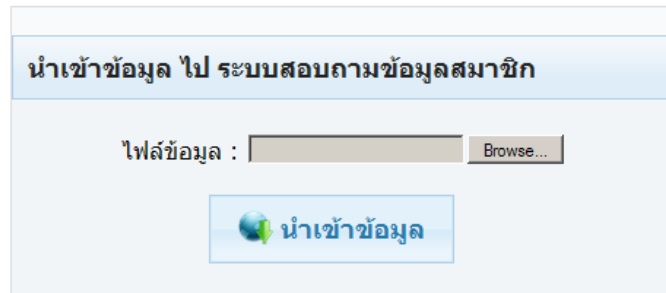 นำเข้าข้อมูล ไป ระบบสอบถามข้อมูลสมาชิก
ไฟล์ข้อมูล : Browse...
นำเข้าข้อมูล